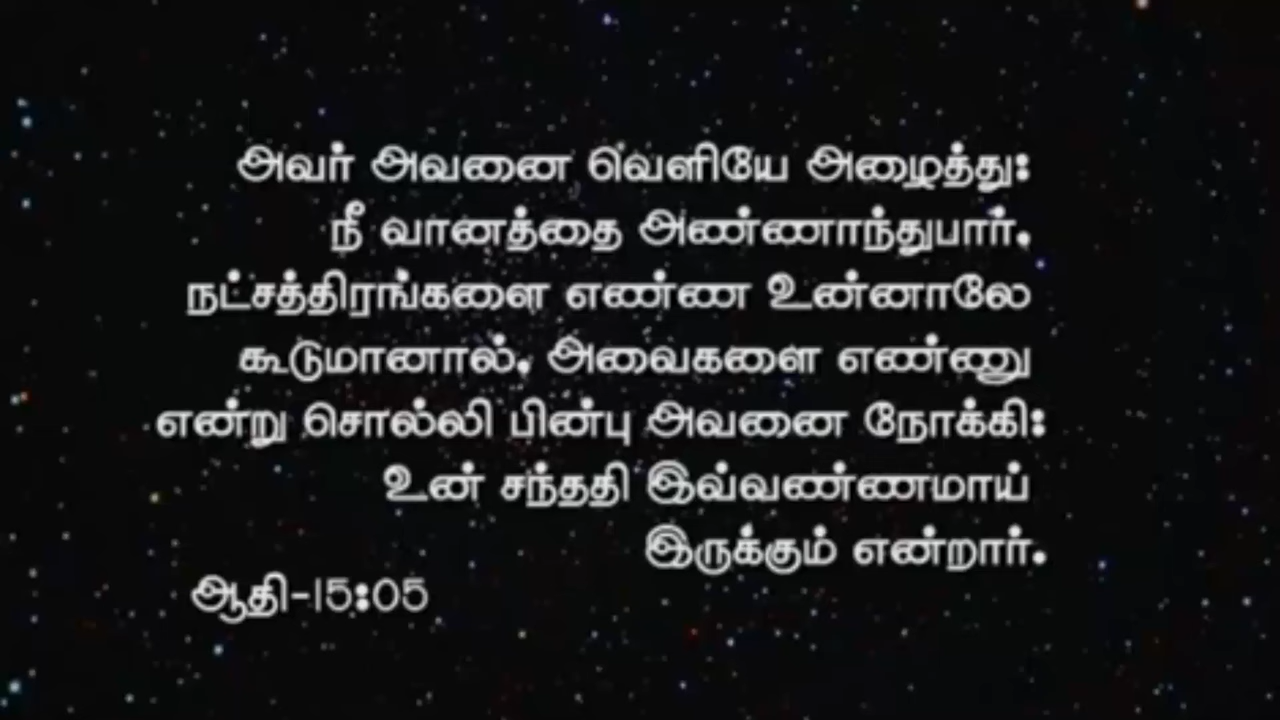 அவர் அவனை வெளியே அழைத்து:
நீ வானத்தை அண்ணாந்துபார்.
நட்சத்திரங்களை எண்ண உன்னாலே
கூடுமானால், அவைகளை எண்ணு
என்று சொல்லி பின்பு அவனை நோக்கி:
உன் சந்ததி இவ்வண்ணமாய்
இருக்கும் என்றார்.
ஆதி-15:05